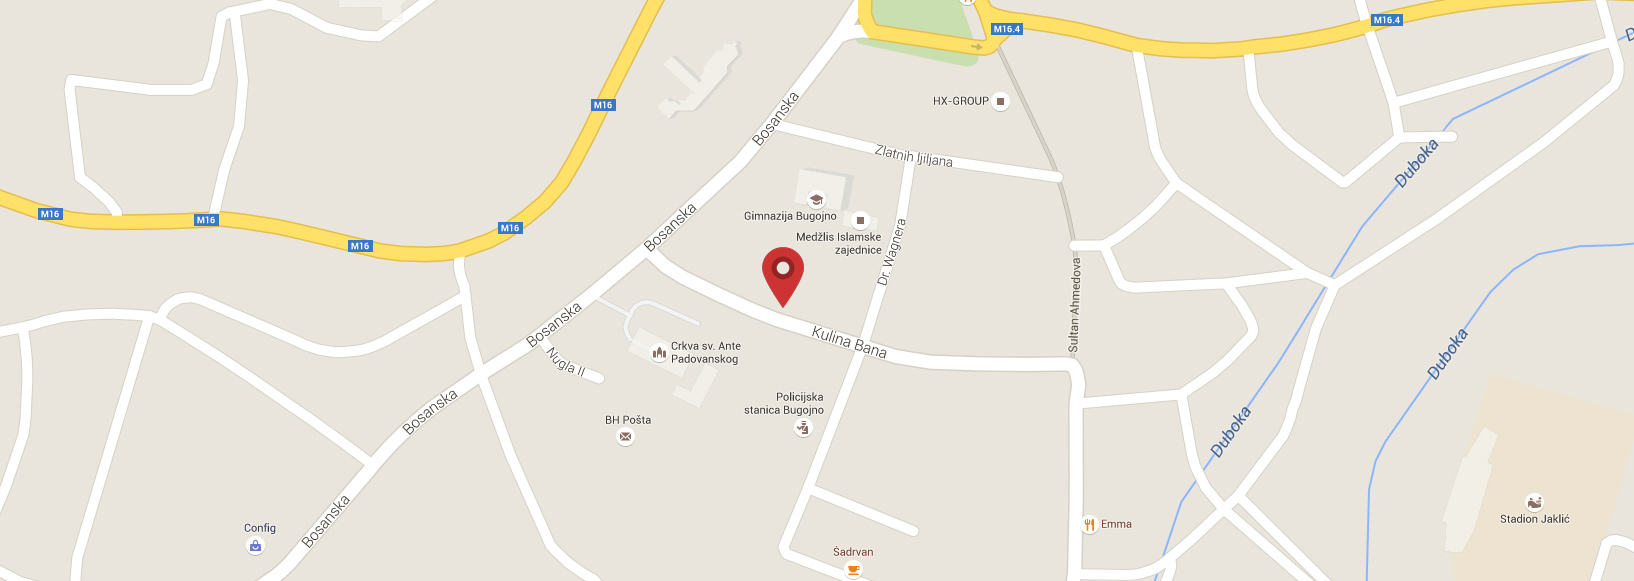 M16.4
M16.4
D
M16
HX-GROUP
Bosanska
Zlatnih ljiljana
Duboka
M16
M16
M16
M16
Bosanska
Gimnazija Bugojno
Medžlis Islamske
zajednice
Dr. Wagnera
Sultan Ahmedova
Bosanska
Kulina Bana
Crkva sv. Ante
Padovanskog
Nugla II
Duboka
Bosanska
Policijska
stanica Bugojno
BH Pošta
Duboka
Bosanska
Config
Emma
Stadion Jaklić
Šadrvan